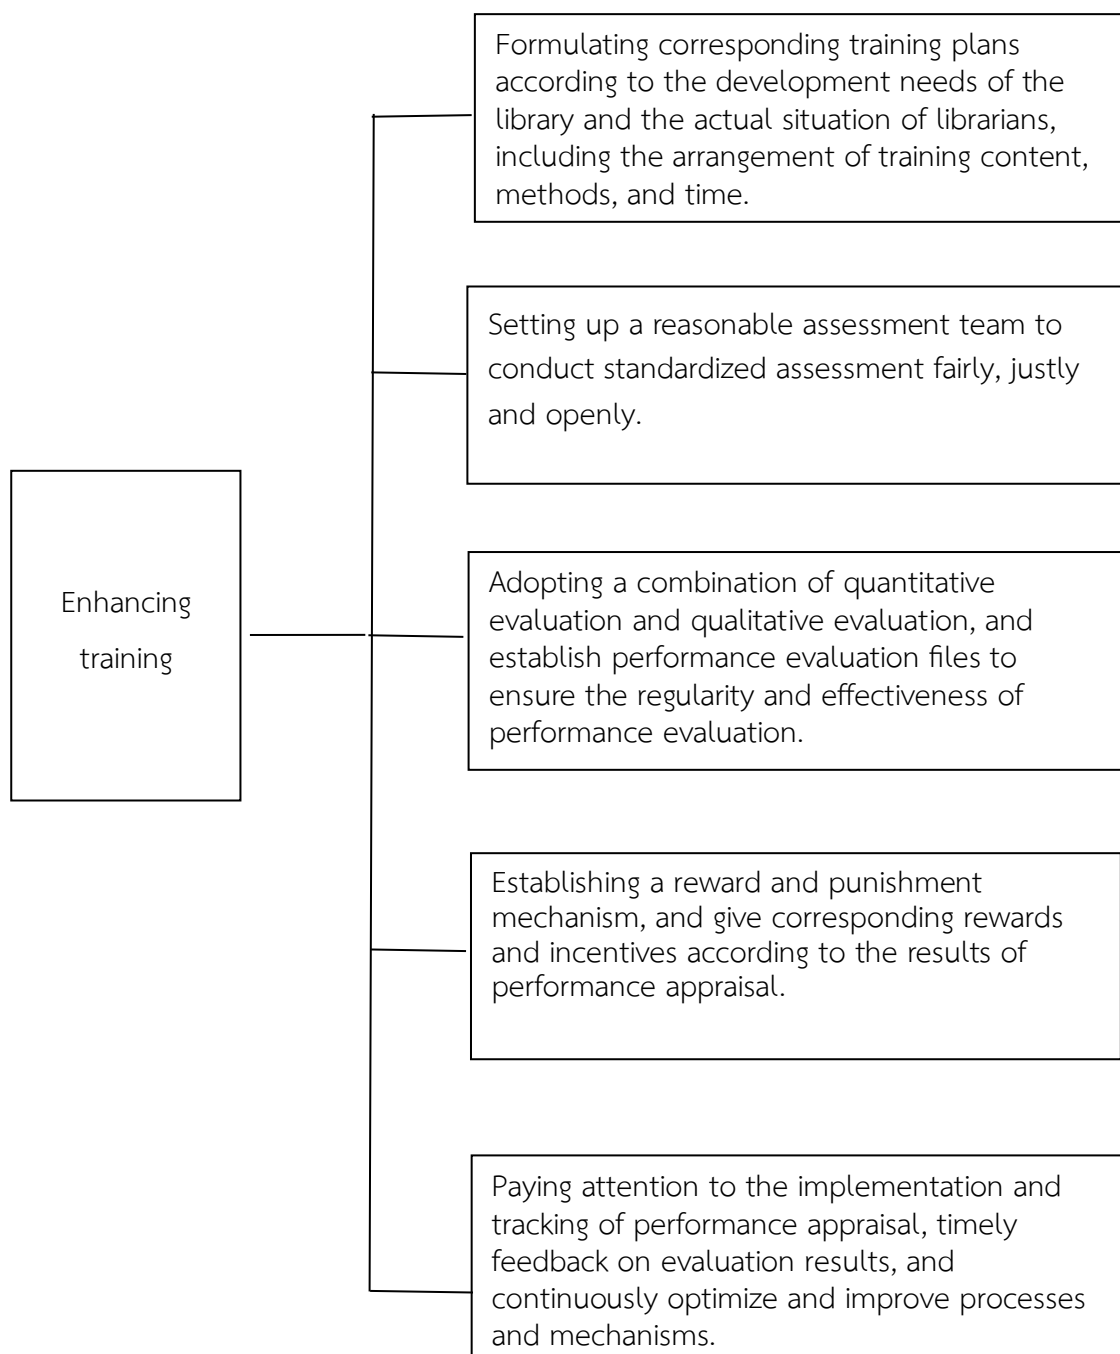 Formulating corresponding training plans
according to the development needs of the
library and the actual situation of librarians,
including the arrangement of training content,
methods, and time.
Setting up a reasonable assessment team to
conduct standardized assessment fairly, justly
and openly.
Enhancing
training
Adopting a combination of quantitative
evaluation and qualitative evaluation, and
establish performance evaluation files to
ensure the regularity and effectiveness of
performance evaluation.
Establishing a reward and punishment
mechanism, and give corresponding rewards
and incentives according to the results of
performance appraisal.
Paying attention to the implementation and
tracking of performance appraisal, timely
feedback on evaluation results, and
continuously optimize and improve processes
and mechanisms.